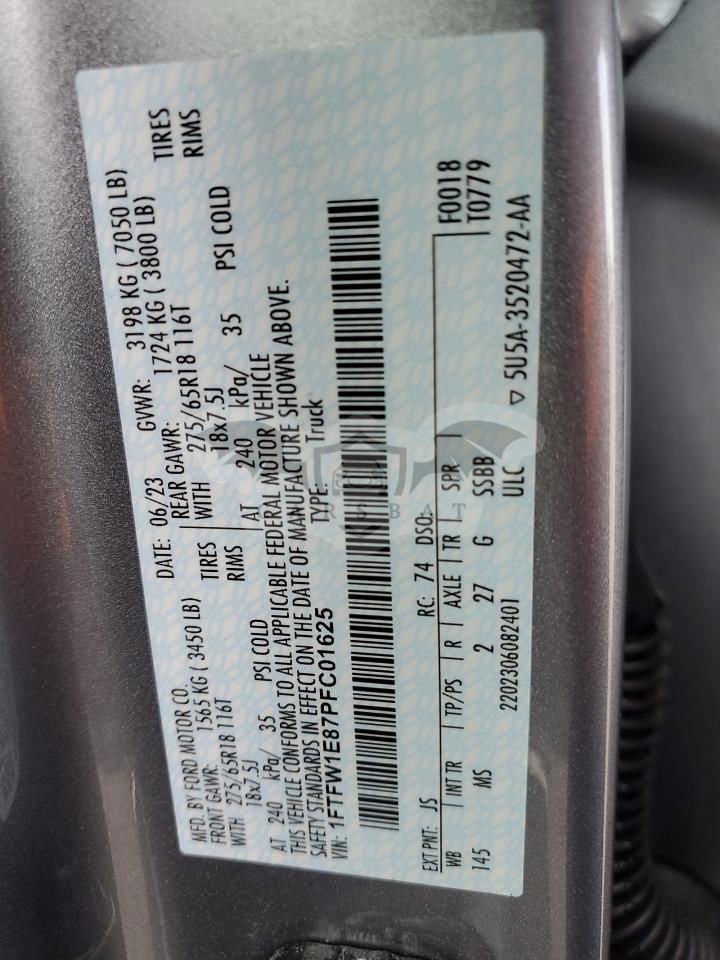 MFD. BY FORD MOTOR CO.
DATE: 06/23 GVWR: 3198 KG ( 7050 LB)
FRONT GAWR: 1565 KG ( 3450 LB) REAR GAWR: 1724 KG ( 3800 LB)
WITH 275/65R18 116T TIRES WITH 275/65R18 116T TIRES
18x7.5J RIMS 18x7.5J RIMS
AT 240 kPa/ 35 PSI COLD AT 240 kPa/ 35 PSI COLD
THIS VEHICLE CONFORMS TO ALL APPLICABLE FEDERAL MOTOR VEHICLE
SAFETY STANDARDS IN EFFECT ON THE DATE OF MANUFACTURE SHOWN ABOVE.
VIN: 1FTFW1E87PFC01625 TYPE: Truck
F0018
T0779
EXT PNT: JS RC: 74 DSO:
WB INT TR TP/PS R AXLE TR SPR
145 MS 2 27 G SSBB
2202306082401 ULC ▽ 5U5A-3520472-AA